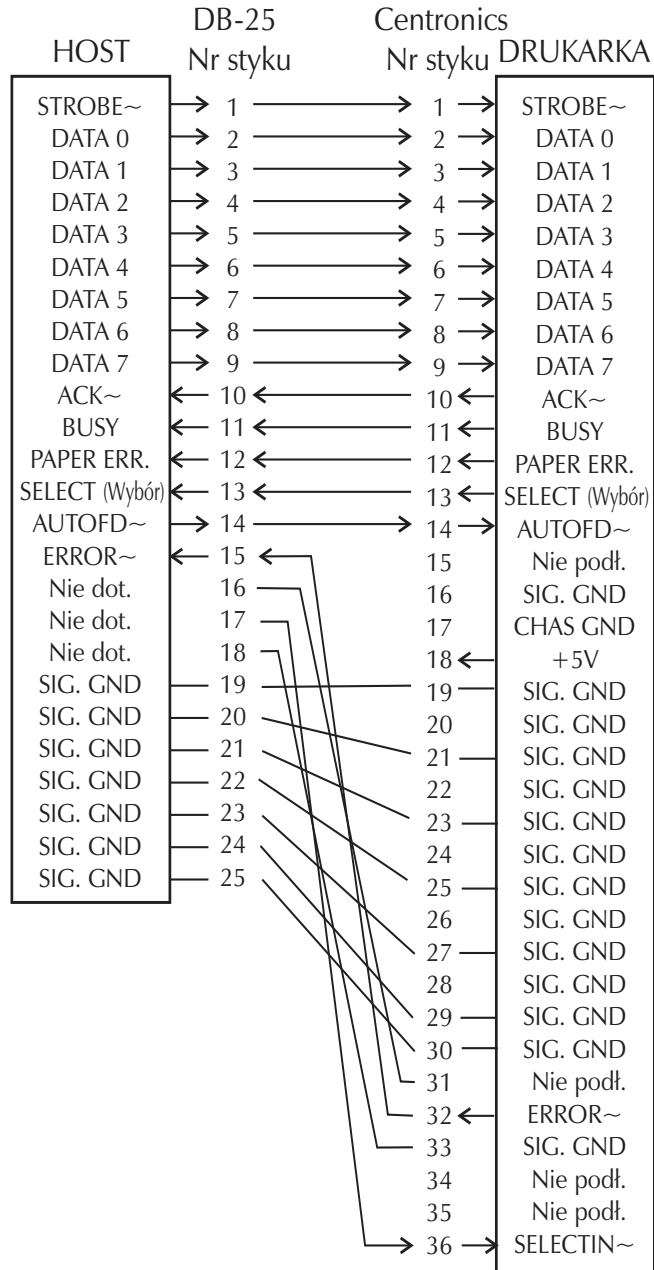 DB-25 Centronics
HOST Nr styku Nr styku DRUKARKA
STROBE~ 1 1 STROBE~
DATA 0 2 2 DATA 0
DATA 1 3 3 DATA 1
DATA 2 4 4 DATA 2
DATA 3 5 5 DATA 3
DATA 4 6 6 DATA 4
DATA 5 7 7 DATA 5
DATA 6 8 8 DATA 6
DATA 7 9 9 DATA 7
ACK~ 10 10 ACK~
BUSY 11 11 BUSY
PAPER ERR. 12 12 PAPER ERR.
SELECT (Wybór) 13 13 SELECT (Wybór)
AUTOFD~ 14 14 AUTOFD~
ERROR~ 15 15 Nie podł.
Nie dot. 16 16 SIG. GND
Nie dot. 17 17 CHAS GND
Nie dot. 18 18 +5V
SIG. GND 19 19 SIG. GND
SIG. GND 20 20 SIG. GND
SIG. GND 21 21 SIG. GND
SIG. GND 22 22 SIG. GND
SIG. GND 23 23 SIG. GND
SIG. GND 24 24 SIG. GND
SIG. GND 25 25 SIG. GND
26 SIG. GND
27 SIG. GND
28 SIG. GND
29 SIG. GND
30 SIG. GND
31 Nie podł.
32 ERROR~
33 SIG. GND
34 Nie podł.
35 Nie podł.
36 SELECTIN~